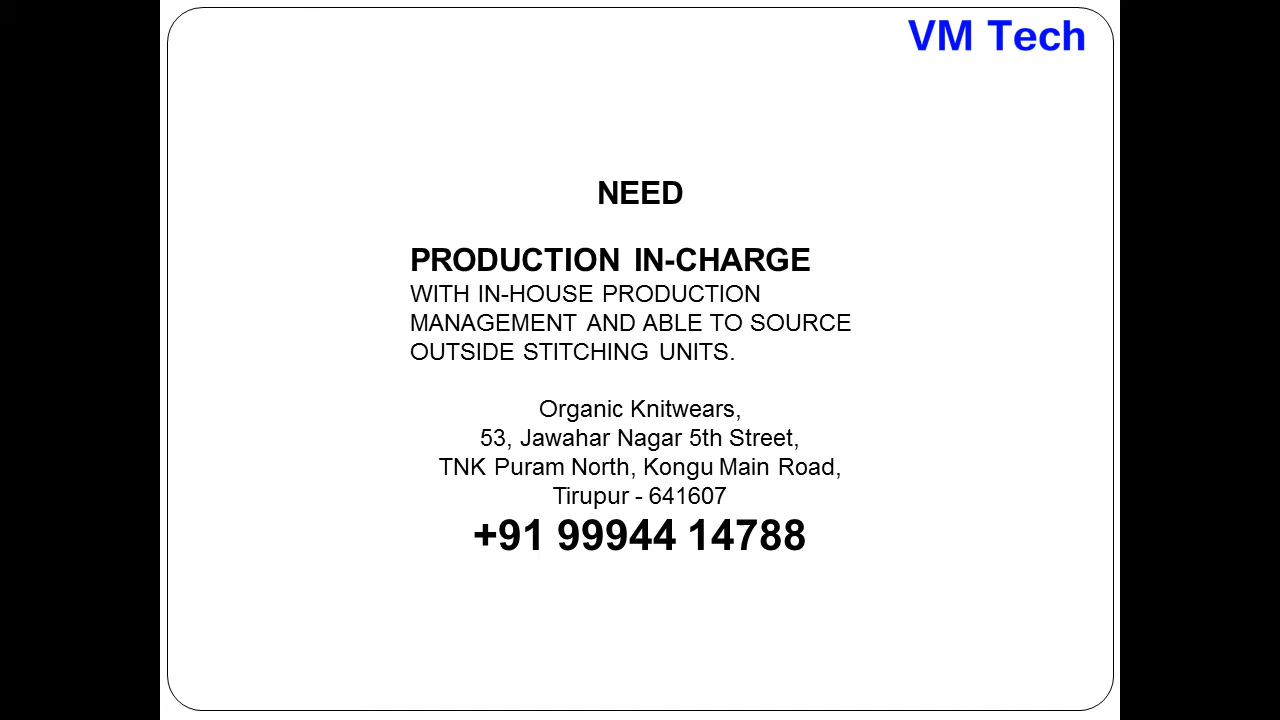 VM Tech
NEED
PRODUCTION IN-CHARGE
WITH IN-HOUSE PRODUCTION
MANAGEMENT AND ABLE TO SOURCE
OUTSIDE STITCHING UNITS.
Organic Knitwears,
53, Jawahar Nagar 5th Street,
TNK Puram North, Kongu Main Road,
Tirupur - 641607
+91 99944 14788